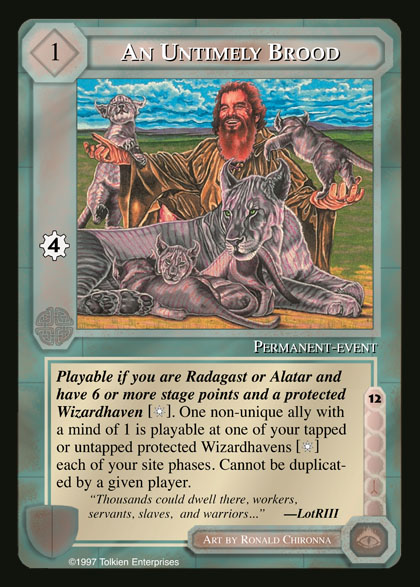 1
AN UNTIMELY BROOD
4
PERMANENT-EVENT
Playable if you are Radagast or Alatar and
have 6 or more stage points and a protected
Wizardhaven [☼]. One non-unique ally with
a mind of 1 is playable at one of your tapped
or untapped protected Wizardhavens [☼]
each of your site phases. Cannot be duplicat-
ed by a given player.
12
“Thousands could dwell there, workers,
servants, slaves, and warriors...” —LotRIII
ART BY RONALD CHIRONNA
©1997 Tolkien Enterprises